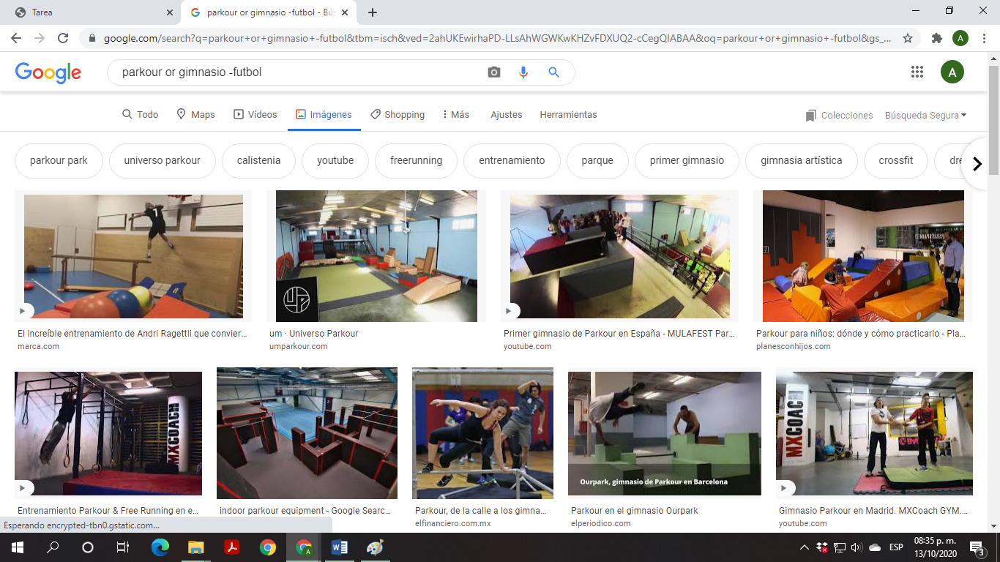 Tarea
parkour or gimnasio -futbol - Bú
google.com/search?q=parkour+or+gimnasio+-futbol&tbm=isch&ved=2ahUKEwirhaPD-LLsAhWGWKwKHZvFDXUQ2-cCegQIABAA&oq=parkour+or+gimnasio+-futbol&gs_...
A
Google
parkour or gimnasio -futbol
A
Todo Maps Vídeos Imágenes Shopping Más Ajustes Herramientas Colecciones Búsqueda Segura
parkour park universo parkour calistenia youtube freerunning entrenamiento parque primer gimnasio gimnasia artística crossfit dre
El increíble entrenamiento de Andri Ragettli que convier...
marca.com
um · Universo Parkour
umparkour.com
Primer gimnasio de Parkour en España - MULAFEST Par...
youtube.com
Parkour para niños: dónde y cómo practicarlo - Pla...
planesconhijos.com
MXCOACH
Entrenamiento Parkour & Free Running en e...
indoor parkour equipment - Google Searc...
Parkour, de la calle a los gimna...
elfinanciero.com.mx
Ourpark, gimnasio de Parkour en Barcelona
Parkour en el gimnasio Ourpark
elperiodico.com
MXCOACH
Gimnasio Parkour en Madrid. MXCoach GYM....
youtube.com
Esperando encrypted-tbn0.gstatic.com...
ESP
08:35 p. m.
13/10/2020
3